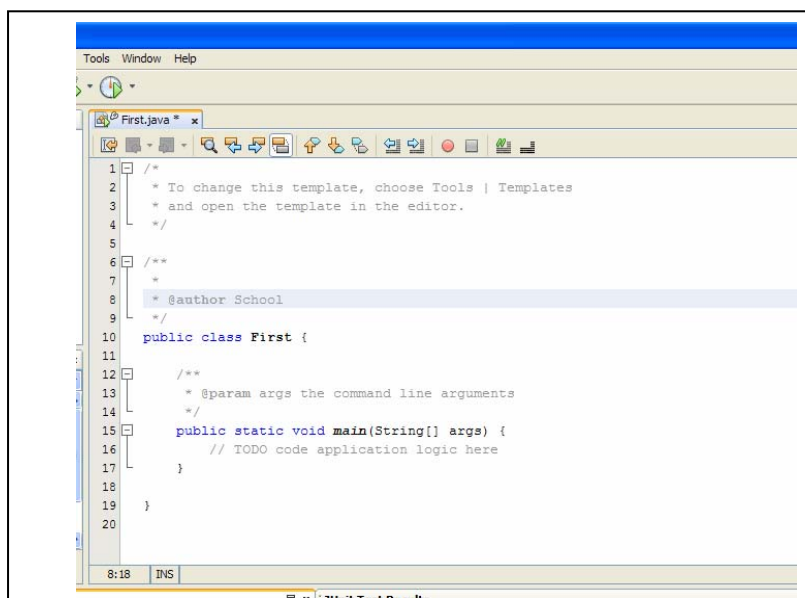 Tools Window Help
First.java * x
1 /*
2 * To change this template, choose Tools | Templates
3 * and open the template in the editor.
4 */
5
6 /**
7 *
8 * @author School
9 */
10 public class First {
11
12 /**
13 * @param args the command line arguments
14 */
15 public static void main(String[] args) {
16 // TODO code application logic here
17 }
18
19 }
20
8:18 INS